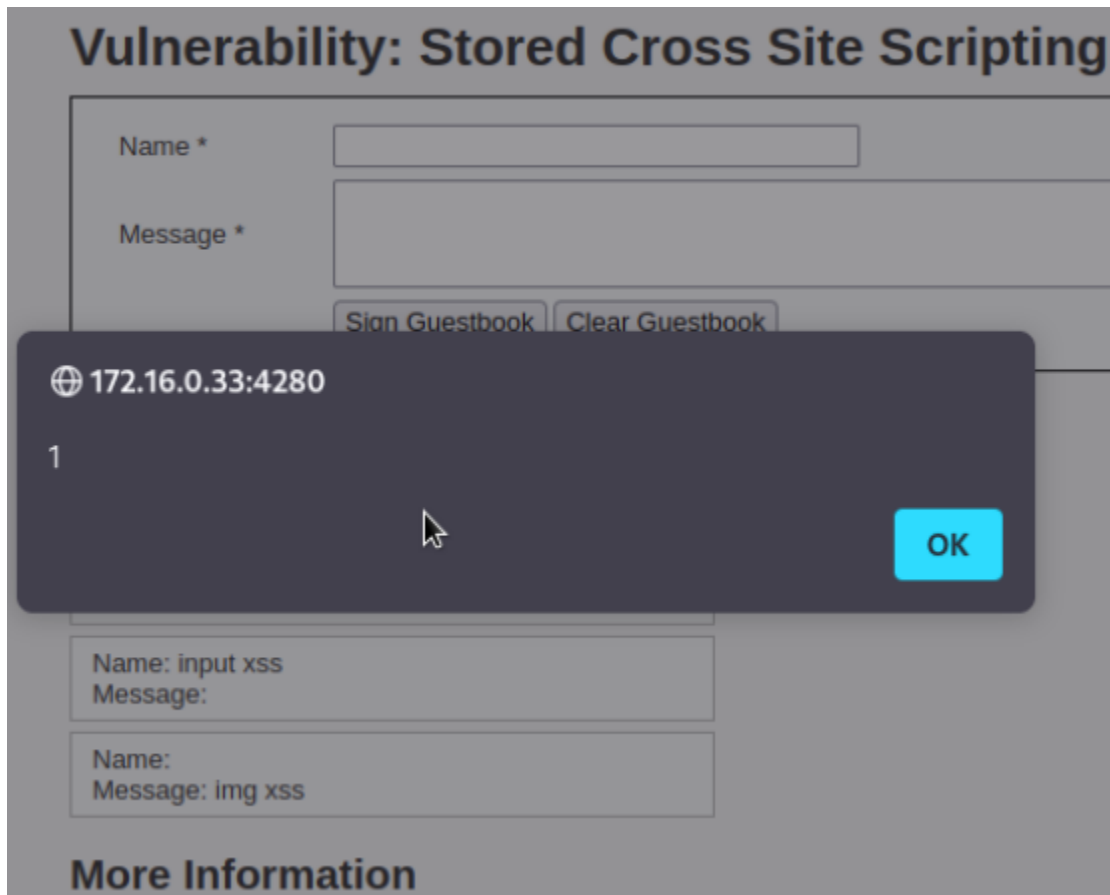 Vulnerability: Stored Cross Site Scripting
Name *
Message *
Sign Guestbook
Clear Guestbook
172.16.0.33:4280
1
OK
Name: input xss
Message:
Name:
Message: img xss
More Information